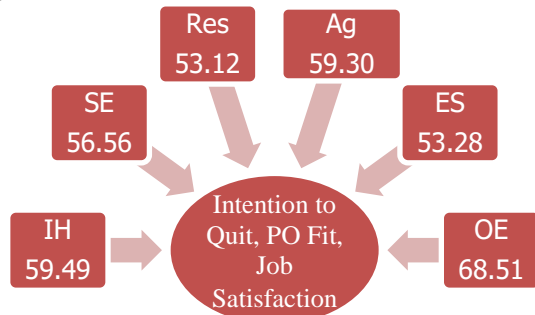 Res
53.12
Ag
59.30
SE
56.56
ES
53.28
IH
59.49
Intention to
Quit, PO Fit,
Job
Satisfaction
OE
68.51